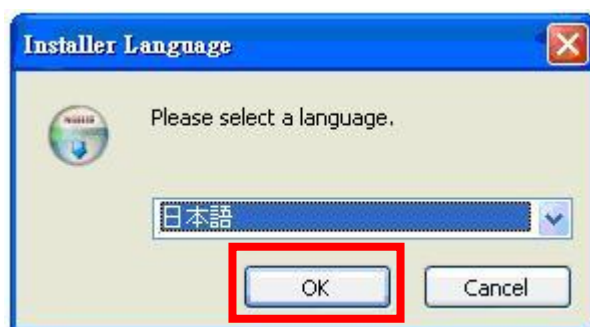 Installer Language
Please select a language.
日本語
OK
Cancel